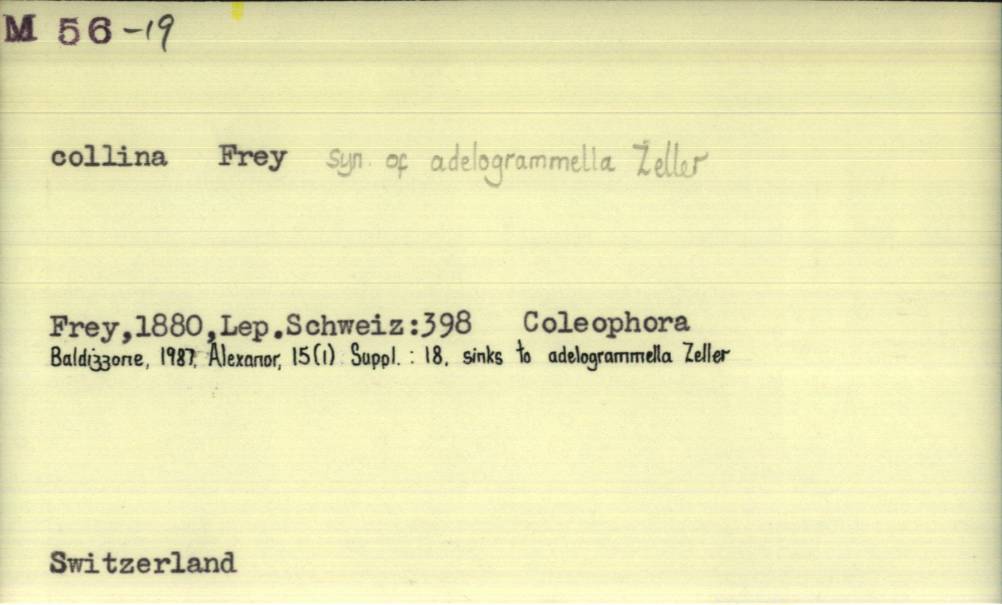 M 56-19
collina Frey syn. of adelogrammella Zeller
Frey,1880,Lep.Schweiz:398 Coleophora
Baldizzone, 1987, Alexanor, 15(1) Suppl. : 18. sinks to adelogrammella Zeller
Switzerland